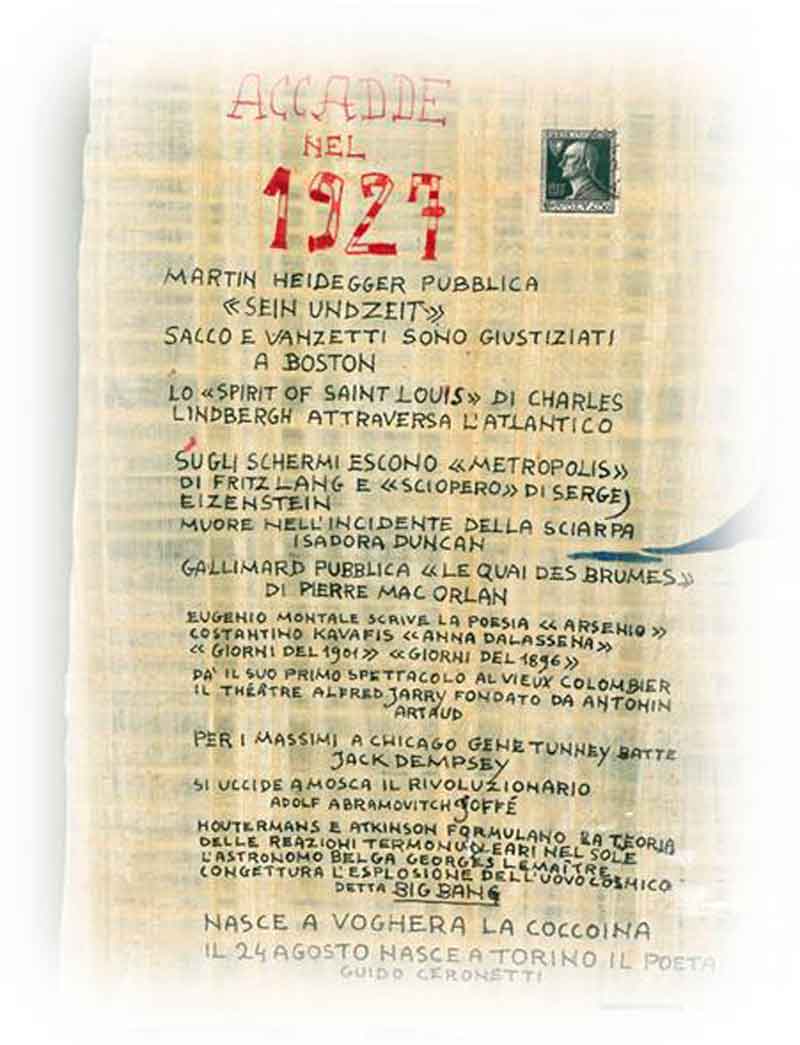 ACCADDE
NEL
1927
MARTIN HEIDEGGER PUBBLICA
«SEIN UNDZEIT»
SACCO E VANZETTI SONO GIUSTIZIATI
A BOSTON
LO «SPIRIT OF SAINT LOUIS» DI CHARLES
LINDBERGH ATTRAVERSA L'ATLANTICO
SUGLI SCHERMI ESCONO «METROPOLIS»
DI FRITZ LANG E «SCIOPERO» DI SERGEJ
EIZENSTEIN
MUORE NELL'INCIDENTE DELLA SCIARPA
ISADORA DUNCAN
GALLIMARD PUBBLICA «LE QUAI DES BRUMES»
DI PIERRE MAC ORLAN
EUGENIO MONTALE SCRIVE LA POESIA «ARSENIO»
COSTANTINO KAVAFIS «ANNA DALASSENA»
«GIORNI DEL 1901» «GIORNI DEL 1896»
DA' IL SUO PRIMO SPETTACOLO AL VIEUX COLOMBIER
IL THÉÂTRE ALFRED JARRY FONDATO DA ANTONIN
ARTAUD
PER I MASSIMI A CHICAGO GENE TUNNEY BATTE
JACK DEMPSEY
SI UCCIDE A MOSCA IL RIVOLUZIONARIO
ADOLF ABRAMOVITCH JOFFÉ
HOUTERMANS E ATKINSON FORMULANO LA TEORIA
DELLE REAZIONI TERMONUCLEARI NEL SOLE
L'ASTRONOMO BELGA GEORGES LEMAÎTRE
CONGETTURA L'ESPLOSIONE DELL'UOVO COSMICO
DETTA BIG BANG
NASCE A VOGHERA LA COCCOINA
IL 24 AGOSTO NASCE A TORINO IL POETA
GUIDO CERONETTI